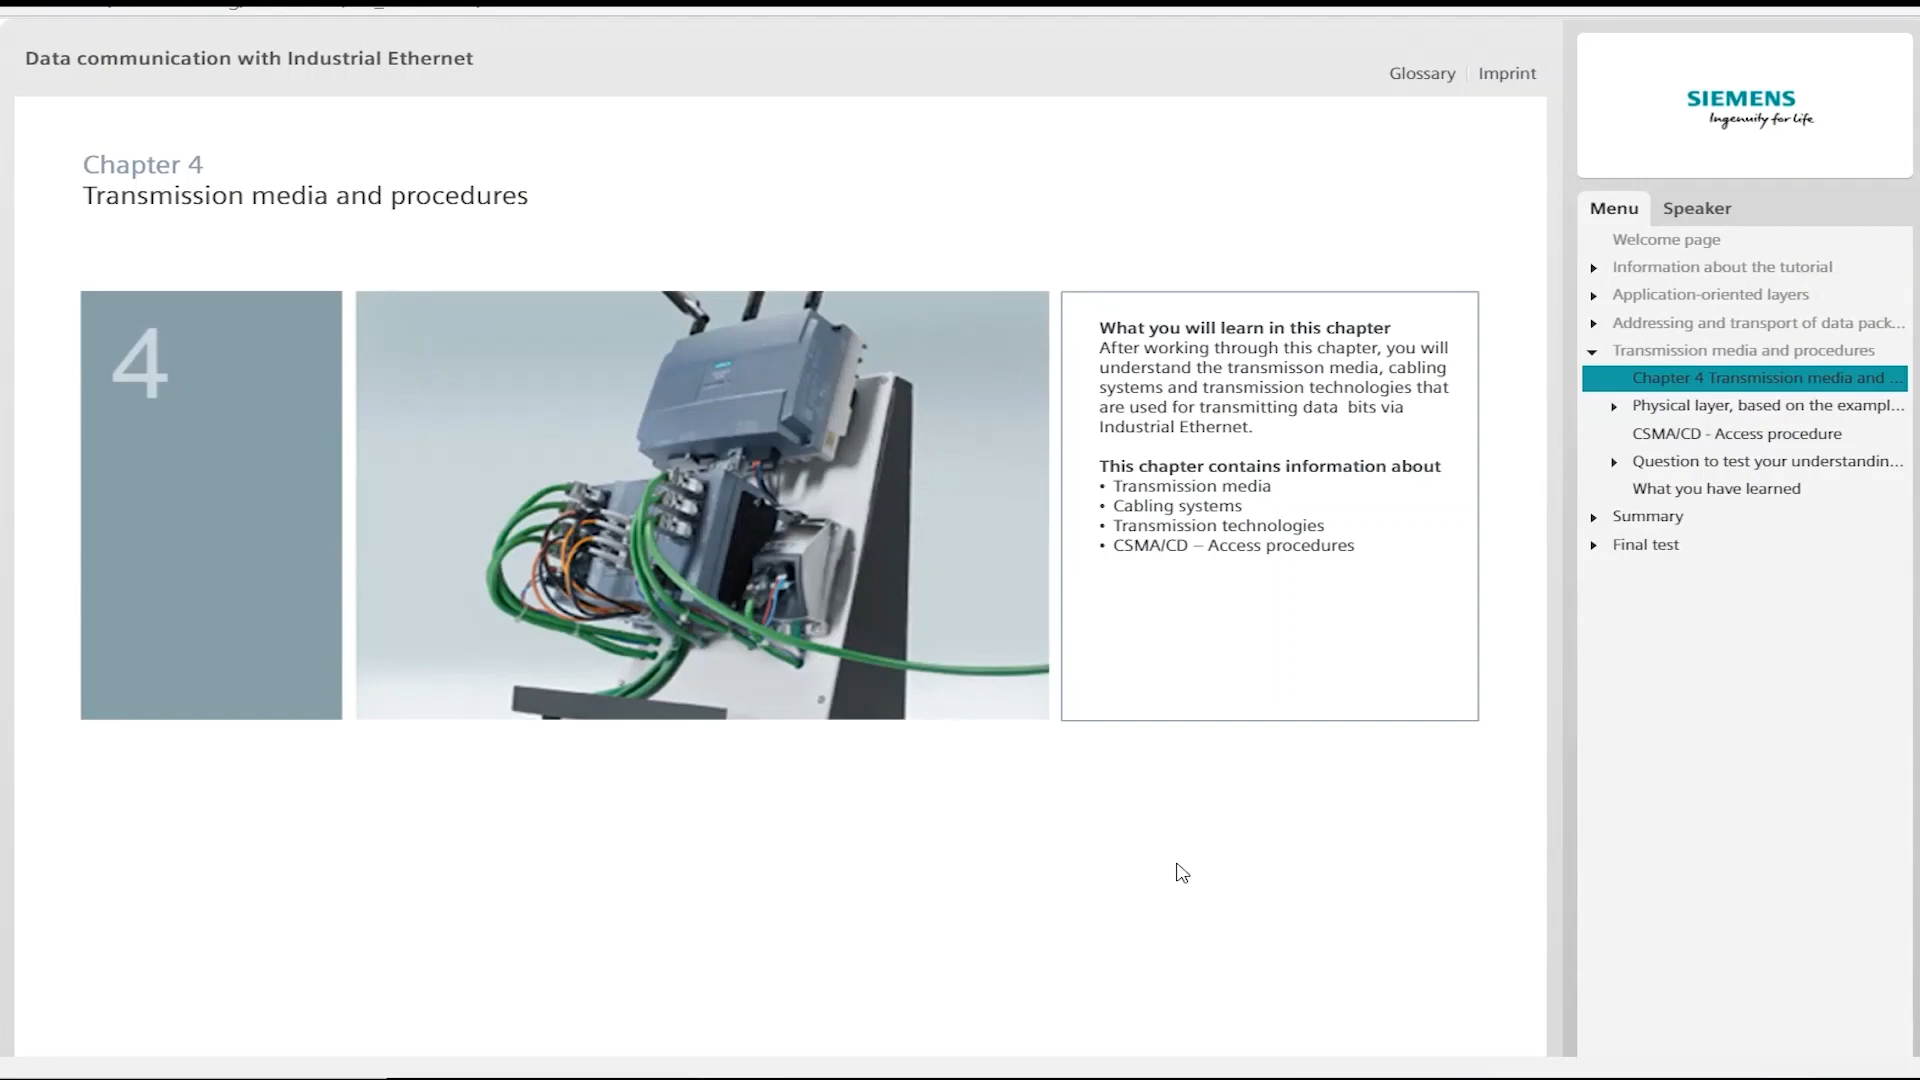 Data communication with Industrial Ethernet
Glossary
Imprint
Chapter 4
Transmission media and procedures
4
What you will learn in this chapter
After working through this chapter, you will
understand the transmisson media, cabling
systems and transmission technologies that
are used for transmitting data bits via
Industrial Ethernet.
This chapter contains information about
• Transmission media
• Cabling systems
• Transmission technologies
• CSMA/CD – Access procedures
SIEMENS
Ingenuity for life
Menu
Speaker
Welcome page
Information about the tutorial
Application-oriented layers
Addressing and transport of data pack...
Transmission media and procedures
Chapter 4 Transmission media and ...
Physical layer, based on the exampl...
CSMA/CD - Access procedure
Question to test your understandin...
What you have learned
Summary
Final test